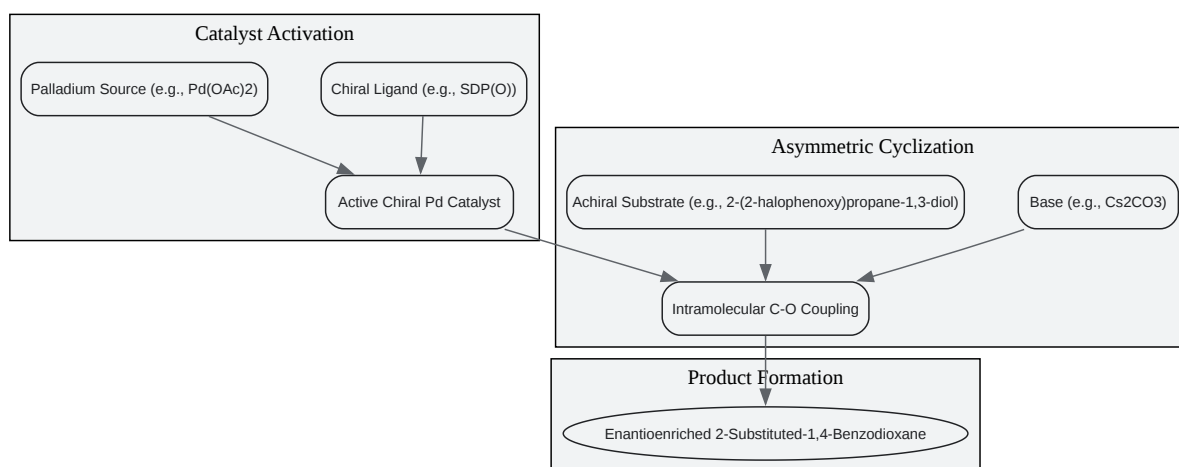 Catalyst Activation
Palladium Source (e.g., Pd(OAc)2)
Chiral Ligand (e.g., SDP(O))
Active Chiral Pd Catalyst
Asymmetric Cyclization
Achiral Substrate (e.g., 2-(2-halophenoxy)propane-1,3-diol)
Base (e.g., Cs2CO3)
Intramolecular C-O Coupling
Product Formation
Enantioenriched 2-Substituted-1,4-Benzodioxane